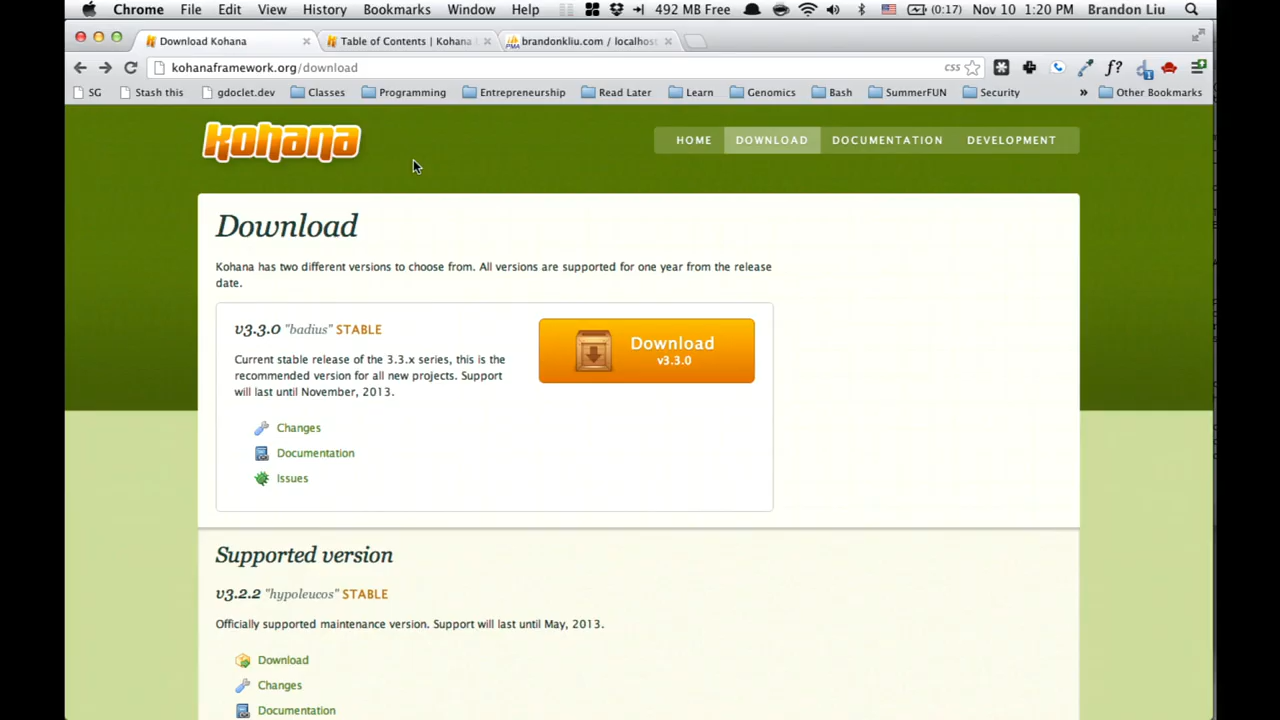 Chrome File Edit View History Bookmarks Window Help 492 MB Free (0:17) Nov 10 1:20 PM Brandon Liu
Download Kohana Table of Contents | Kohana brandonkliu.com / localhost
kohanaframework.org/download css f?
SG Stash this gdoclet.dev Classes Programming Entrepreneurship Read Later Learn Genomics Bash SummerFUN Security » Other Bookmarks
kohana HOME DOWNLOAD DOCUMENTATION DEVELOPMENT
Download
Kohana has two different versions to choose from. All versions are supported for one year from the release
date.
v3.3.0 "badius" STABLE
Download
v3.3.0
Current stable release of the 3.3.x series, this is the
recommended version for all new projects. Support
will last until November, 2013.
Changes
Documentation
Issues
Supported version
v3.2.2 "hypoleucos" STABLE
Officially supported maintenance version. Support will last until May, 2013.
Download
Changes
Documentation